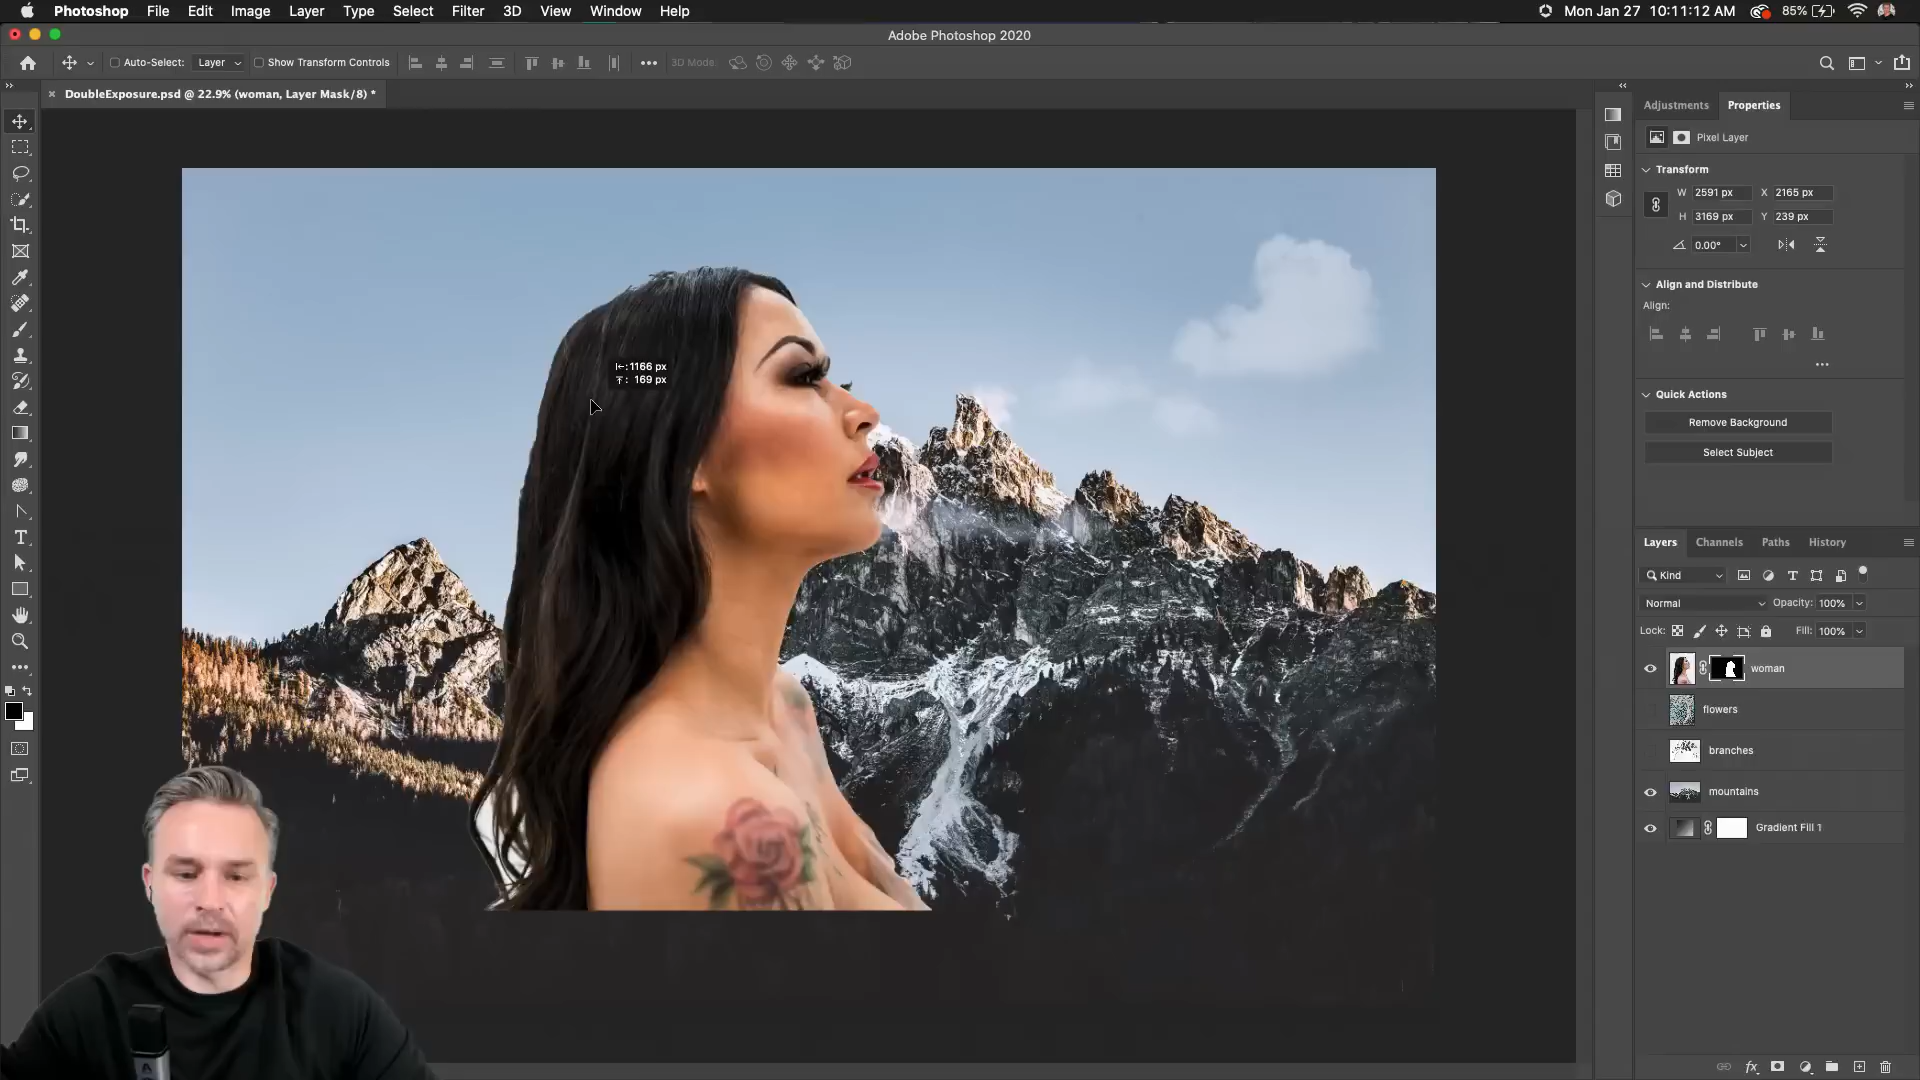 Photoshop File Edit Image Layer Type Select Filter 3D View Window Help Mon Jan 27 10:11:12 AM 85%
Adobe Photoshop 2020
Auto-Select: Layer Show Transform Controls ••• 3D Mode:
× DoubleExposure.psd @ 22.9% (woman, Layer Mask/8) *
Adjustments Properties
Pixel Layer
Transform
W 2591 px X 2165 px
H 3169 px Y 239 px
0.00°
Align and Distribute
Align:
•••
Quick Actions
Remove Background
Select Subject
: 1166 px
: 169 px
Layers Channels Paths History
Kind
Normal Opacity: 100%
Lock: Fill: 100%
woman
flowers
branches
mountains
Gradient Fill 1
fx